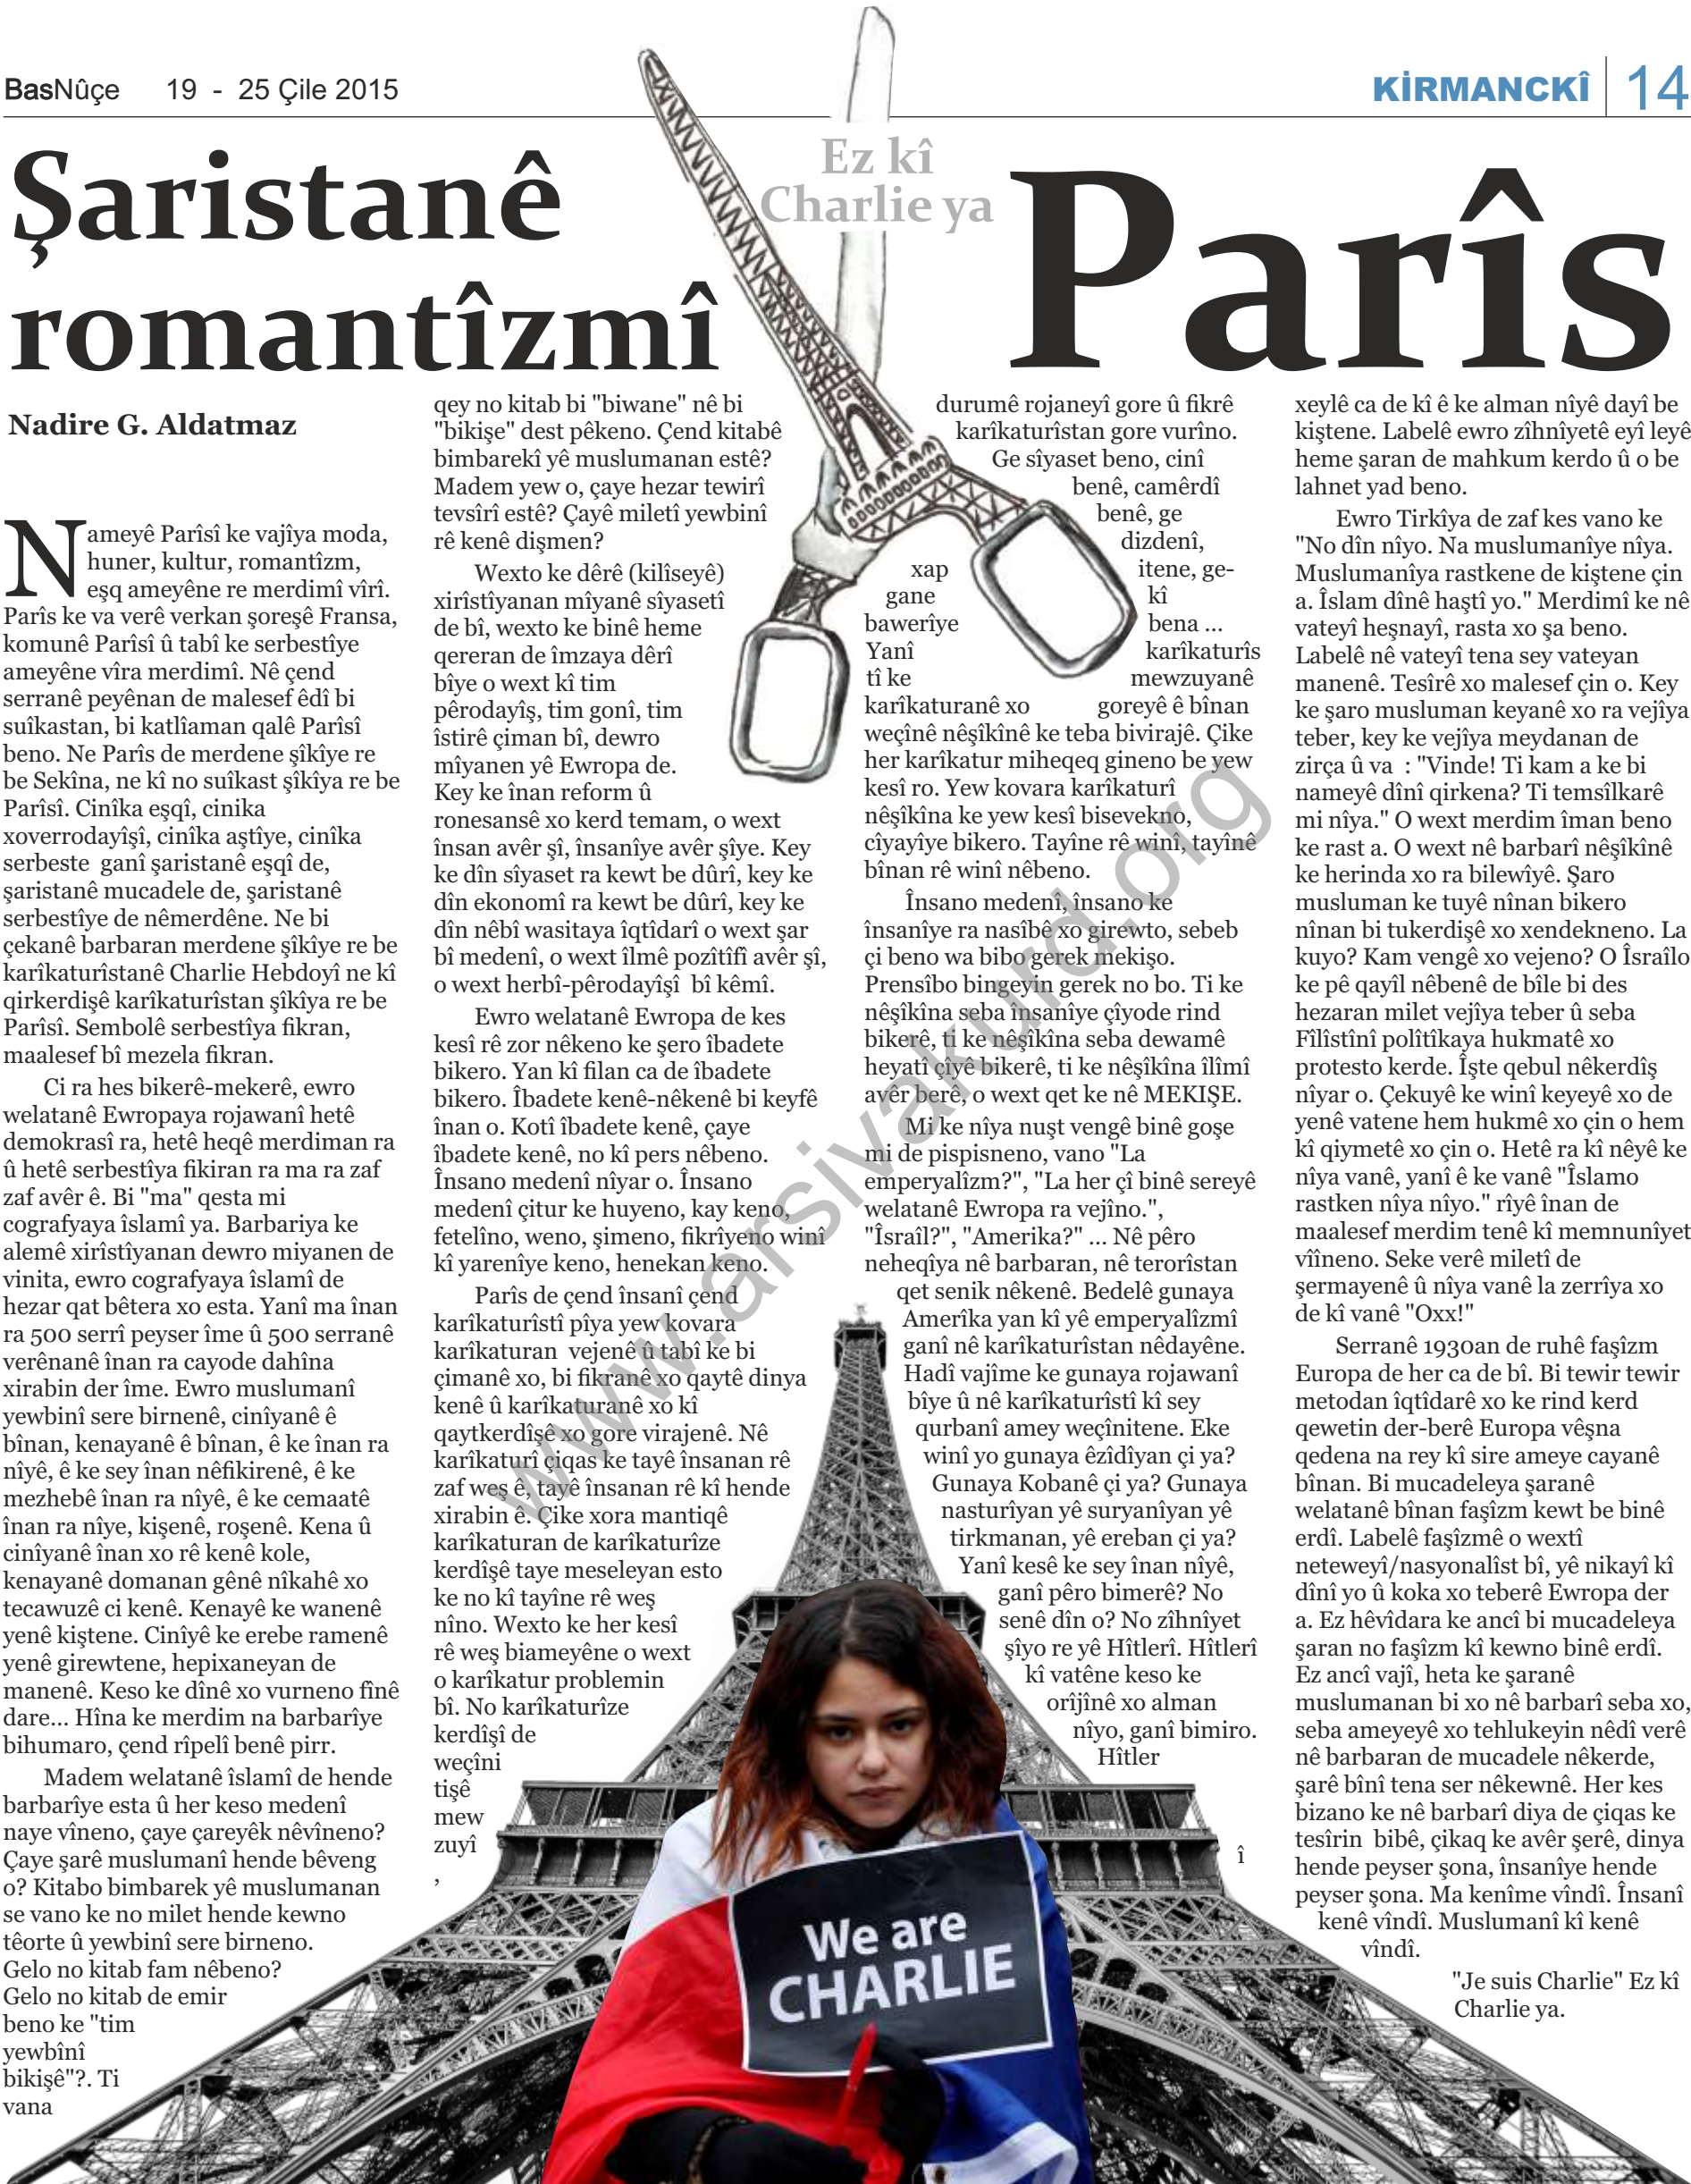 BasNûçe 19 - 25 Çile 2015
KİRMANCKÎ 14
Şaristanê
romantîzmî
Ez kî
Charlie ya
Parîs
Nadire G. Aldatmaz
Nameyê Parîsî ke vajîya moda,
huner, kultur, romantîzm,
eşq ameyêne re merdimî vîrî.
Parîs ke va verê verkan şoreşê Fransa,
komunê Parîsî û tabî ke serbestîye
ameyêne vîra merdimî. Nê çend
serranê peyênan de malesef êdî bi
suîkastan, bi katlîaman qalê Parîsî
beno. Ne Parîs de merdene şîkîye re
be Sekîna, ne kî no suîkast şîkîya re be
Parîsî. Cinîka eşqî, cinika
xoverrodayîşî, cinîka aştîye, cinîka
serbeste ganî şaristanê eşqî de,
şaristanê mucadele de, şaristanê
serbestîye de nêmerdêne. Ne bi
çekanê barbaran merdene şîkîye re be
karîkaturîstanê Charlie Hebdoyî ne kî
qirkerdişê karîkaturîstan şîkîya re be
Parîsî. Sembolê serbestîya fikran,
maalesef bî mezela fikran.
Ci ra hes bikerê-mekerê, ewro
welatanê Ewropaya rojawanî hetê
demokrasî ra, hetê heqê merdiman ra
û hetê serbestîya fikiran ra ma ra zaf
zaf avêr ê. Bi "ma" qesta mi
cografyaya îslamî ya. Barbariya ke
alemê xirîstîyanan dewro miyanen de
vinita, ewro cografyaya îslamî de
hezar qat bêtera xo esta. Yanî ma înan
ra 500 serrî peyser îme û 500 serranê
verênanê înan ra cayode dahîna
xirabin der îme. Ewro muslumanî
yewbinî sere birnenê, cinîyanê ê
bînan, kenayanê ê bînan, ê ke înan ra
nîyê, ê ke sey înan nêfikirenê, ê ke
mezhebê înan ra nîyê, ê ke cemaatê
înan ra nîye, kişenê, roşenê. Kena û
cinîyanê înan xo rê kenê kole,
kenayanê domanan gênê nîkahê xo
tecawuzê ci kenê. Kenayê ke wanenê
yenê kiştene. Cinîyê ke erebe ramenê
yenê girewtene, hepixaneyan de
manenê. Keso ke dînê xo vurneno fînê
dare... Hîna ke merdim na barbarîye
bihumaro, çend rîpelî benê pirr.
Madem welatanê îslamî de hende
barbarîye esta û her keso medenî
naye vîneno, çaye çareyêk nêvîneno?
Çaye şarê muslumanî hende bêveng
o? Kitabo bimbarek yê muslumanan
se vano ke no milet hende kewno
têorte û yewbinî sere birneno.
Gelo no kitab fam nêbeno?
Gelo no kitab de emir
beno ke "tim
yewbînî
bikişê"?. Ti
vana
qey no kitab bi "biwane" nê bi
"bikişe" dest pêkeno. Çend kitabê
bimbarekî yê muslumanan estê?
Madem yew o, çaye hezar tewirî
tevsîrî estê? Çayê miletî yewbinî
rê kenê dişmen?
Wexto ke dêrê (kilîseyê)
xirîstîyanan mîyanê sîyasetî
de bî, wexto ke binê heme
qereran de îmzaya dêrî
bîye o wext kî tim
pêrodayîş, tim gonî, tim
îstirê çiman bî, dewro
mîyanen yê Ewropa de.
Key ke înan reform û
ronesansê xo kerd temam, o wext
însan avêr şî, însanîye avêr şîye. Key
ke dîn sîyaset ra kewt be dûrî, key ke
dîn ekonomî ra kewt be dûrî, key ke
dîn nêbî wasitaya îqtîdarî o wext şar
bî medenî, o wext îlmê pozîtîfî avêr şî,
o wext herbî-pêrodayîşî bî kêmî.
Ewro welatanê Ewropa de kes
kesî rê zor nêkeno ke şero îbadete
bikero. Yan kî filan ca de îbadete
bikero. Îbadete kenê-nêkenê bi keyfê
înan o. Kotî îbadete kenê, çaye
îbadete kenê, no kî pers nêbeno.
Însano medenî nîyar o. Însano
medenî çitur ke huyeno, kay keno,
fetelîno, weno, şimeno, fikrîyeno winî
kî yarenîye keno, henekan keno.
Parîs de çend însanî çend
karîkaturîstî pîya yew kovara
karîkaturan vejenê û tabî ke bi
çimanê xo, bi fikranê xo qaytê dinya
kenê û karîkaturanê xo kî
qaytkerdîşê xo gore virajenê. Nê
karîkaturî çiqas ke tayê însanan rê
zaf weş ê, tayê însanan rê kî hende
xirabin ê. Çike xora mantiqê
karîkaturan de karîkaturîze
kerdîşê taye meseleyan esto
ke no kî tayîne rê weş
nîno. Wexto ke her kesî
rê weş biameyêne o wext
o karîkatur problemin
bî. No karîkaturîze
kerdîşî de
weçîni
tişê
mew
zuyî
,
durumê rojaneyî gore û fikrê
karîkaturîstan gore vurîno.
Ge sîyaset beno, cinî
benê, camêrdî
benê, ge
dizdenî,
xap itene, ge-
gane kî
bawerîye bena ...
Yanî karîkaturîs
tî ke mewzuyanê
karîkaturanê xo goreyê ê bînan
weçînê nêşîkînê ke teba bivirajê. Çike
her karîkatur miheqeq gineno be yew
kesî ro. Yew kovara karîkaturî
nêşîkîna ke yew kesî bisevekno,
cîyayîye bikero. Tayîne rê winî, tayînê
bînan rê winî nêbeno.
Însano medenî, însano ke
însanîye ra nasîbê xo girewto, sebeb
çi beno wa bibo gerek mekişo.
Prensîbo bingeyin gerek no bo. Ti ke
nêşîkîna seba însanîye çîyode rind
bikerê, ti ke nêşîkîna seba dewamê
heyatî çîyê bikerê, ti ke nêşîkîna îlîmî
avêr berê, o wext qet ke nê MEKIŞE.
Mi ke nîya nuşt vengê binê goşe
mi de pispisneno, vano "La
emperyalîzm?", "La her çî binê sereyê
welatanê Ewropa ra vejîno.",
"Îsraîl?", "Amerika?" ... Nê pêro
neheqîya nê barbaran, nê terorîstan
qet senik nêkenê. Bedelê gunaya
Amerîka yan kî yê emperyalîzmî
ganî nê karîkaturîstan nêdayêne.
Hadî vajîme ke gunaya rojawanî
bîye û nê karîkaturîstî kî sey
qurbanî amey weçînitene. Eke
winî yo gunaya êzîdîyan çi ya?
Gunaya Kobanê çi ya? Gunaya
nasturîyan yê suryanîyan yê
tirkmanan, yê ereban çi ya?
Yanî kesê ke sey înan nîyê,
ganî pêro bimerê? No
senê dîn o? No zîhnîyet
şîyo re yê Hîtlerî. Hîtlerî
kî vatêne keso ke
orîjînê xo alman
nîyo, ganî bimiro.
Hîtler
î
xeylê ca de kî ê ke alman nîyê dayî be
kiştene. Labelê ewro zîhnîyetê eyî leyê
heme şaran de mahkum kerdo û o be
lahnet yad beno.
Ewro Tirkîya de zaf kes vano ke
"No dîn nîyo. Na muslumanîye nîya.
Muslumanîya rastkene de kiştene çin
a. Îslam dînê haştî yo." Merdimî ke nê
vateyî heşnayî, rasta xo şa beno.
Labelê nê vateyî tena sey vateyan
manenê. Tesîrê xo malesef çin o. Key
ke şaro musluman keyanê xo ra vejîya
teber, key ke vejîya meydanan de
zirça û va : "Vinde! Ti kam a ke bi
nameyê dînî qirkena? Ti temsîlkarê
mi nîya." O wext merdim îman beno
ke rast a. O wext nê barbarî nêşîkînê
ke herinda xo ra bilewîyê. Şaro
musluman ke tuyê nînan bikero
nînan bi tukerdişê xo xendekneno. La
kuyo? Kam vengê xo vejeno? O Îsraîlo
ke pê qayîl nêbenê de bîle bi des
hezaran milet vejîya teber û seba
Fîlîstînî polîtîkaya hukmatê xo
protesto kerde. Îşte qebul nêkerdîş
nîyar o. Çekuyê ke winî keyeyê xo de
yenê vatene hem hukmê xo çin o hem
kî qiymetê xo çin o. Hetê ra kî nêyê ke
nîya vanê, yanî ê ke vanê "Îslamo
rastken nîya nîyo." rîyê înan de
maalesef merdim tenê kî memnunîyet
vîîneno. Seke verê miletî de
şermayenê û nîya vanê la zerrîya xo
de kî vanê "Oxx!"
Serranê 1930an de ruhê faşîzm
Europa de her ca de bî. Bi tewir tewir
metodan îqtîdarê xo ke rind kerd
qewetin der-berê Europa vêşna
qedena na rey kî sire ameye cayanê
bînan. Bi mucadeleya şaranê
welatanê bînan faşîzm kewt be binê
erdî. Labelê faşîzmê o wextî
neteweyî/nasyonalîst bî, yê nikayî kî
dînî yo û koka xo teberê Ewropa der
a. Ez hêvîdara ke ancî bi mucadeleya
şaran no faşîzm kî kewno binê erdî.
Ez ancî vajî, heta ke şaranê
muslumanan bi xo nê barbarî seba xo,
seba ameyeyê xo tehlukeyin nêdî verê
nê barbaran de mucadele nêkerde,
şarê bînî tena ser nêkewnê. Her kes
bizano ke nê barbarî diya de çiqas ke
tesîrin bibê, çikaq ke avêr şerê, dinya
hende peyser şona, însanîye hende
peyser şona. Ma kenîme vîndî. Însanî
kenê vîndî. Muslumanî kî kenê
vîndî.
"Je suis Charlie" Ez kî
Charlie ya.
We are
CHARLIE
www.arsivakurd.org